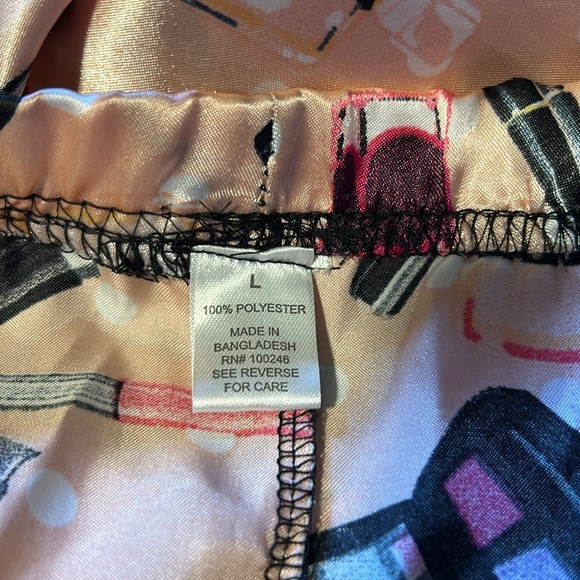 L
100% POLYESTER
MADE IN
BANGLADESH
RN# 100246
SEE REVERSE
FOR CARE